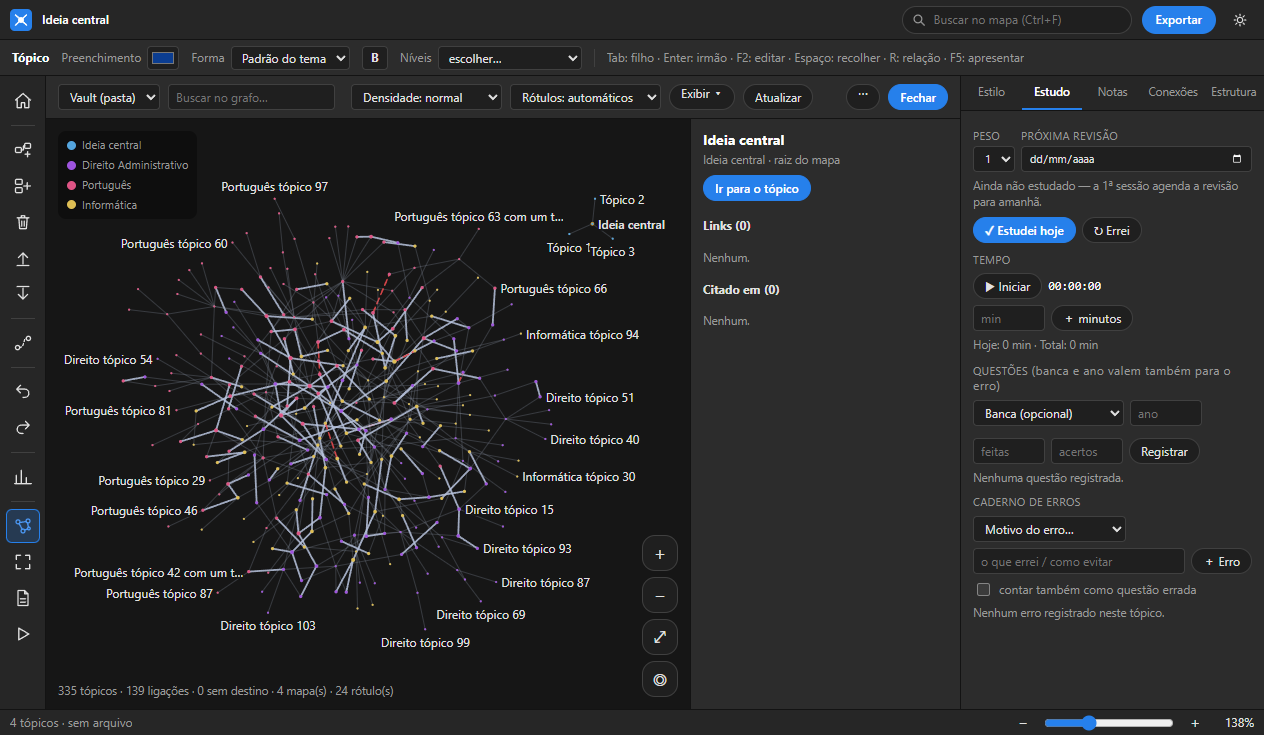 Ideia central
Buscar no mapa (Ctrl+F)
Exportar
Tópico
Preenchimento
Forma
Padrão do tema
B
Níveis
escolher...
Tab: filho · Enter: irmão · F2: editar · Espaço: recolher · R: relação · F5: apresentar
Vault (pasta)
Buscar no grafo...
Densidade: normal
Rótulos: automáticos
Exibir
Atualizar
...
Fechar
Ideia central
Direito Administrativo
Português
Informática
Português tópico 97
Tópico 2
Português tópico 63 com um t...
Ideia central
Português tópico 60
Tópico 1
Tópico 3
Português tópico 66
Informática tópico 94
Direito tópico 54
Direito tópico 51
Português tópico 81
Direito tópico 40
Português tópico 29
Informática tópico 30
Português tópico 46
Direito tópico 15
Direito tópico 93
Português tópico 42 com um t...
Direito tópico 87
Português tópico 87
Direito tópico 69
Direito tópico 103
Direito tópico 99
+
−
335 tópicos · 139 ligações · 0 sem destino · 4 mapa(s) · 24 rótulo(s)
Ideia central
Ideia central · raiz do mapa
Ir para o tópico
Links (0)
Nenhum.
Citado em (0)
Nenhum.
Estilo
Estudo
Notas
Conexões
Estrutura
PESO
PRÓXIMA REVISÃO
1
dd/mm/aaaa
Ainda não estudado — a 1ª sessão agenda a revisão
para amanhã.
✓ Estudei hoje
↻ Errei
TEMPO
▶ Iniciar
00:00:00
min
+ minutos
Hoje: 0 min · Total: 0 min
QUESTÕES (banca e ano valem também para o
erro)
Banca (opcional)
ano
feitas
acertos
Registrar
Nenhuma questão registrada.
CADERNO DE ERROS
Motivo do erro...
o que errei / como evitar
+ Erro
contar também como questão errada
Nenhum erro registrado neste tópico.
4 tópicos · sem arquivo
−
+
138%